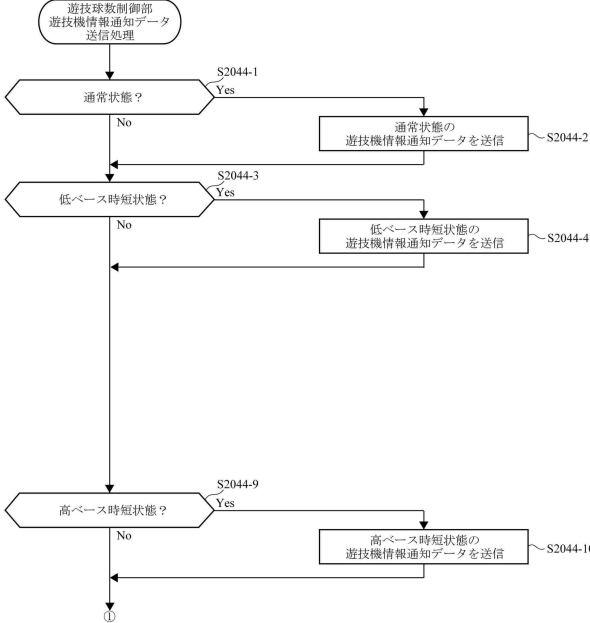 遊技球数制御部
遊技機情報通知データ
送信処理
S2044-1
通常状態？
Yes
No
通常状態の
遊技機情報通知データを送信
S2044-2
S2044-3
低ベース時短状態？
Yes
No
低ベース時短状態の
遊技機情報通知データを送信
S2044-4
S2044-9
高ベース時短状態？
Yes
No
高ベース時短状態の
遊技機情報通知データを送信
S2044-10
①